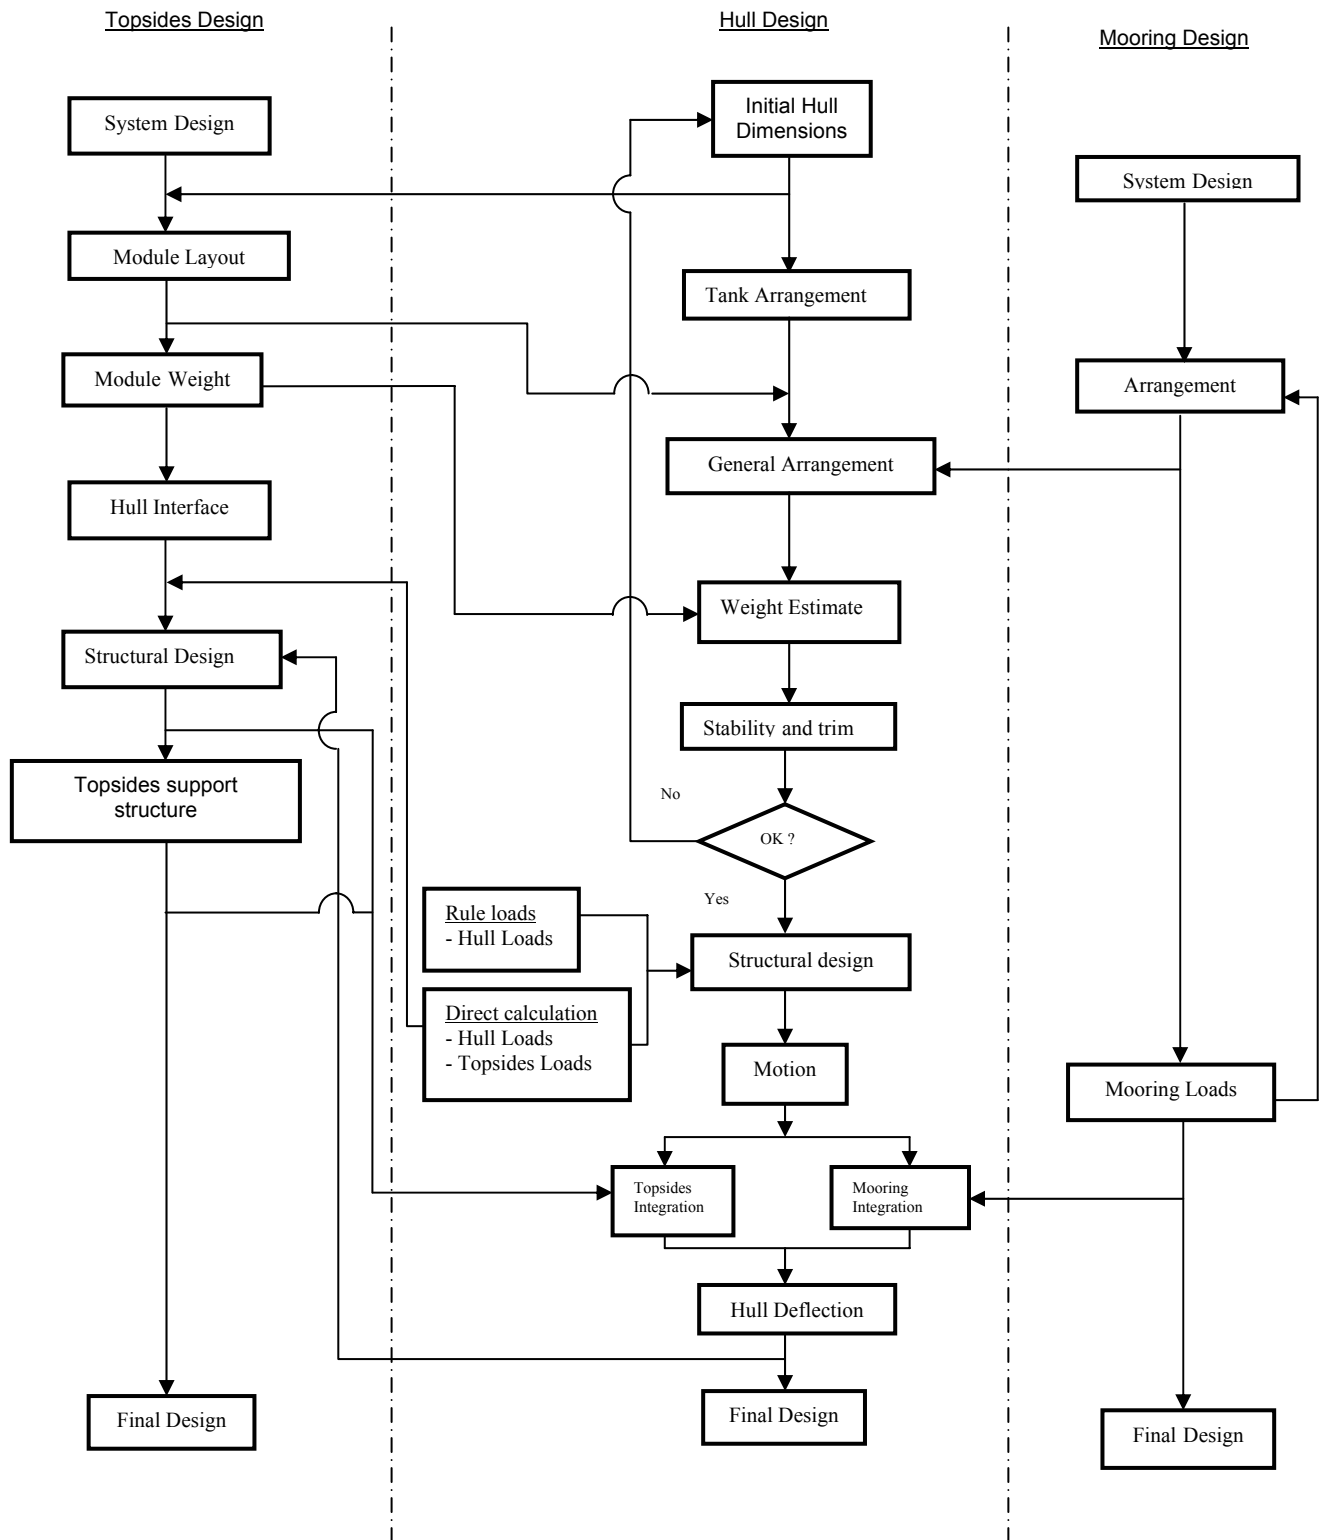 Topsides Design
Hull Design
Mooring Design
System Design
Module Layout
Module Weight
Hull Interface
Structural Design
Topsides support
structure
Final Design
Initial Hull
Dimensions
Tank Arrangement
General Arrangement
Weight Estimate
Stability and trim
No
OK ?
Yes
Rule loads
- Hull Loads
Direct calculation
- Hull Loads
- Topsides Loads
Structural design
Motion
Topsides
Integration
Mooring
Integration
Hull Deflection
Final Design
System Design
Arrangement
Mooring Loads
Final Design